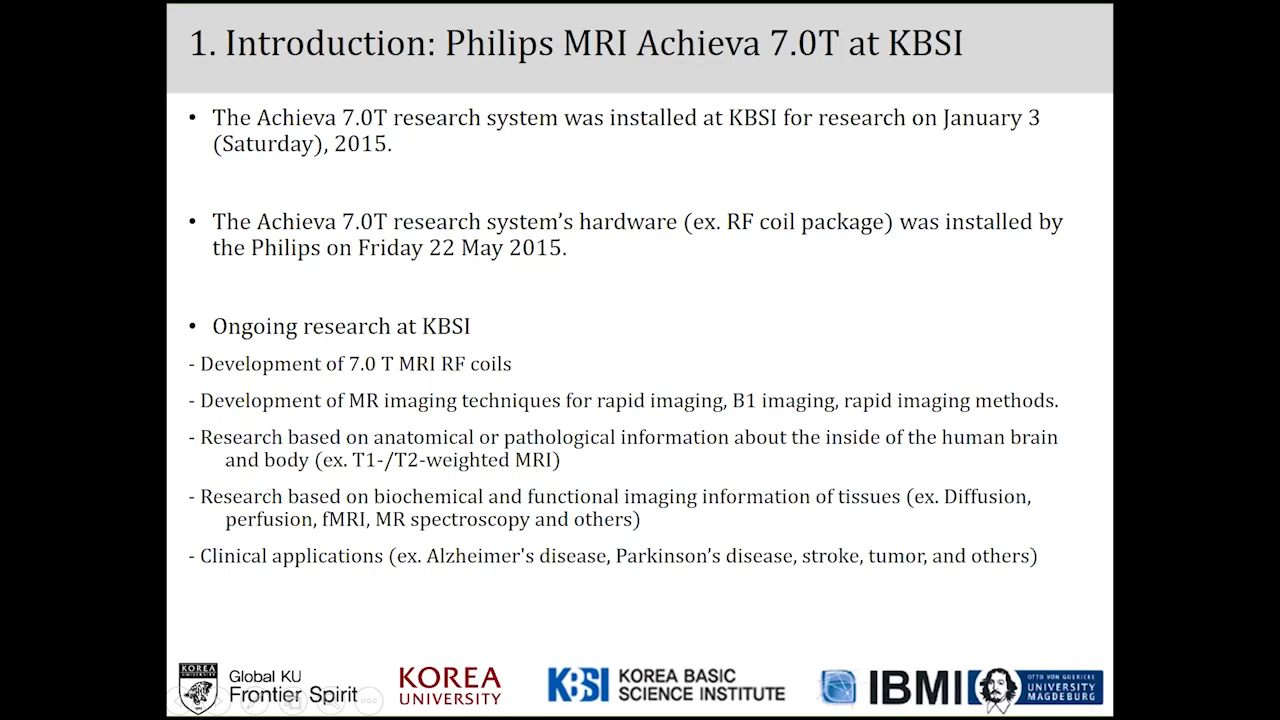 1. Introduction: Philips MRI Achieva 7.0T at KBSI
• The Achieva 7.0T research system was installed at KBSI for research on January 3
(Saturday), 2015.
• The Achieva 7.0T research system’s hardware (ex. RF coil package) was installed by
the Philips on Friday 22 May 2015.
• Ongoing research at KBSI
- Development of 7.0 T MRI RF coils
- Development of MR imaging techniques for rapid imaging, B1 imaging, rapid imaging methods.
- Research based on anatomical or pathological information about the inside of the human brain
and body (ex. T1-/T2-weighted MRI)
- Research based on biochemical and functional imaging information of tissues (ex. Diffusion,
perfusion, fMRI, MR spectroscopy and others)
- Clinical applications (ex. Alzheimer's disease, Parkinson’s disease, stroke, tumor, and others)
KOREA
Global KU
Frontier Spirit
KOREA
UNIVERSITY
KBSI KOREA BASIC
SCIENCE INSTITUTE
IBMI
OTTO VON GUERICKE
UNIVERSITY
MAGDEBURG